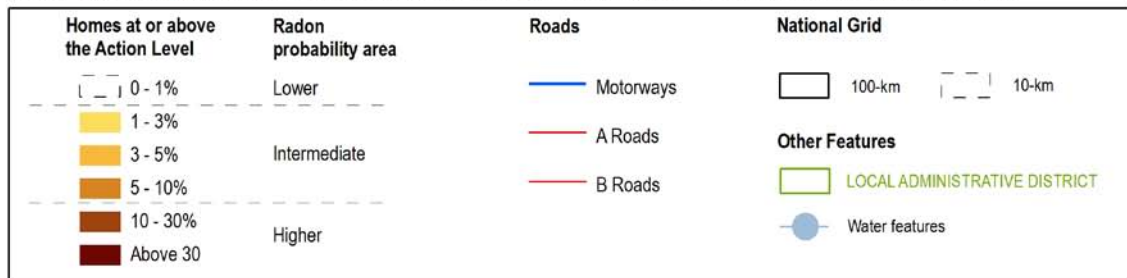 Homes at or above
the Action Level
Radon
probability area
0 - 1%
Lower
1 - 3%
3 - 5%
Intermediate
5 - 10%
10 - 30%
Higher
Above 30
Roads
Motorways
A Roads
B Roads
National Grid
100-km
10-km
Other Features
LOCAL ADMINISTRATIVE DISTRICT
Water features